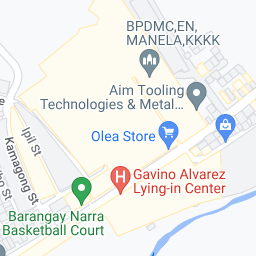 BPDMC,EN,
MANELA,KKKK
Aim Tooling
Technologies & Metal...
Olea Store
Gavino Alvarez
Lying-in Center
Barangay Narra
Basketball Court
Ipil St
Kamagong St